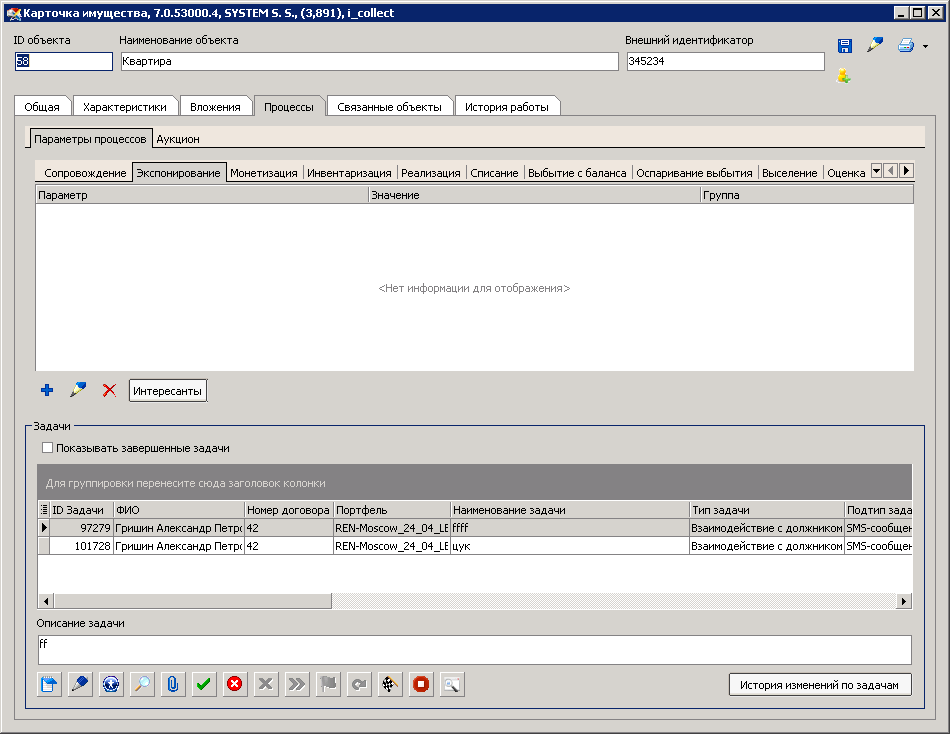 Карточка имущества, 7.0.53000.4, SYSTEM S. S., (3,891), i_collect
ID объекта Наименование объекта Внешний идентификатор
58 Квартира 345234
Общая Характеристики Вложения Процессы Связанные объекты История работы
Параметры процессов Аукцион
Сопровождение Экспонирование Монетизация Инвентаризация Реализация Списание Выбытие с баланса Оспаривание выбытия Выселение Оценка
Параметр Значение Группа
<Нет информации для отображения>
Интересанты
Задачи
Показывать завершенные задачи
Для группировки перенесите сюда заголовок колонки
ID Задачи ФИО Номер договора Портфель Наименование задачи Тип задачи Подтип зада
97279 Гришин Александр Петро 42 REN-Moscow_24_04_LE ffff Взаимодействие с должником SMS-сообщен
101728 Гришин Александр Петро 42 REN-Moscow_24_04_LE цук Взаимодействие с должником SMS-сообщен
Описание задачи
ff
История изменений по задачам